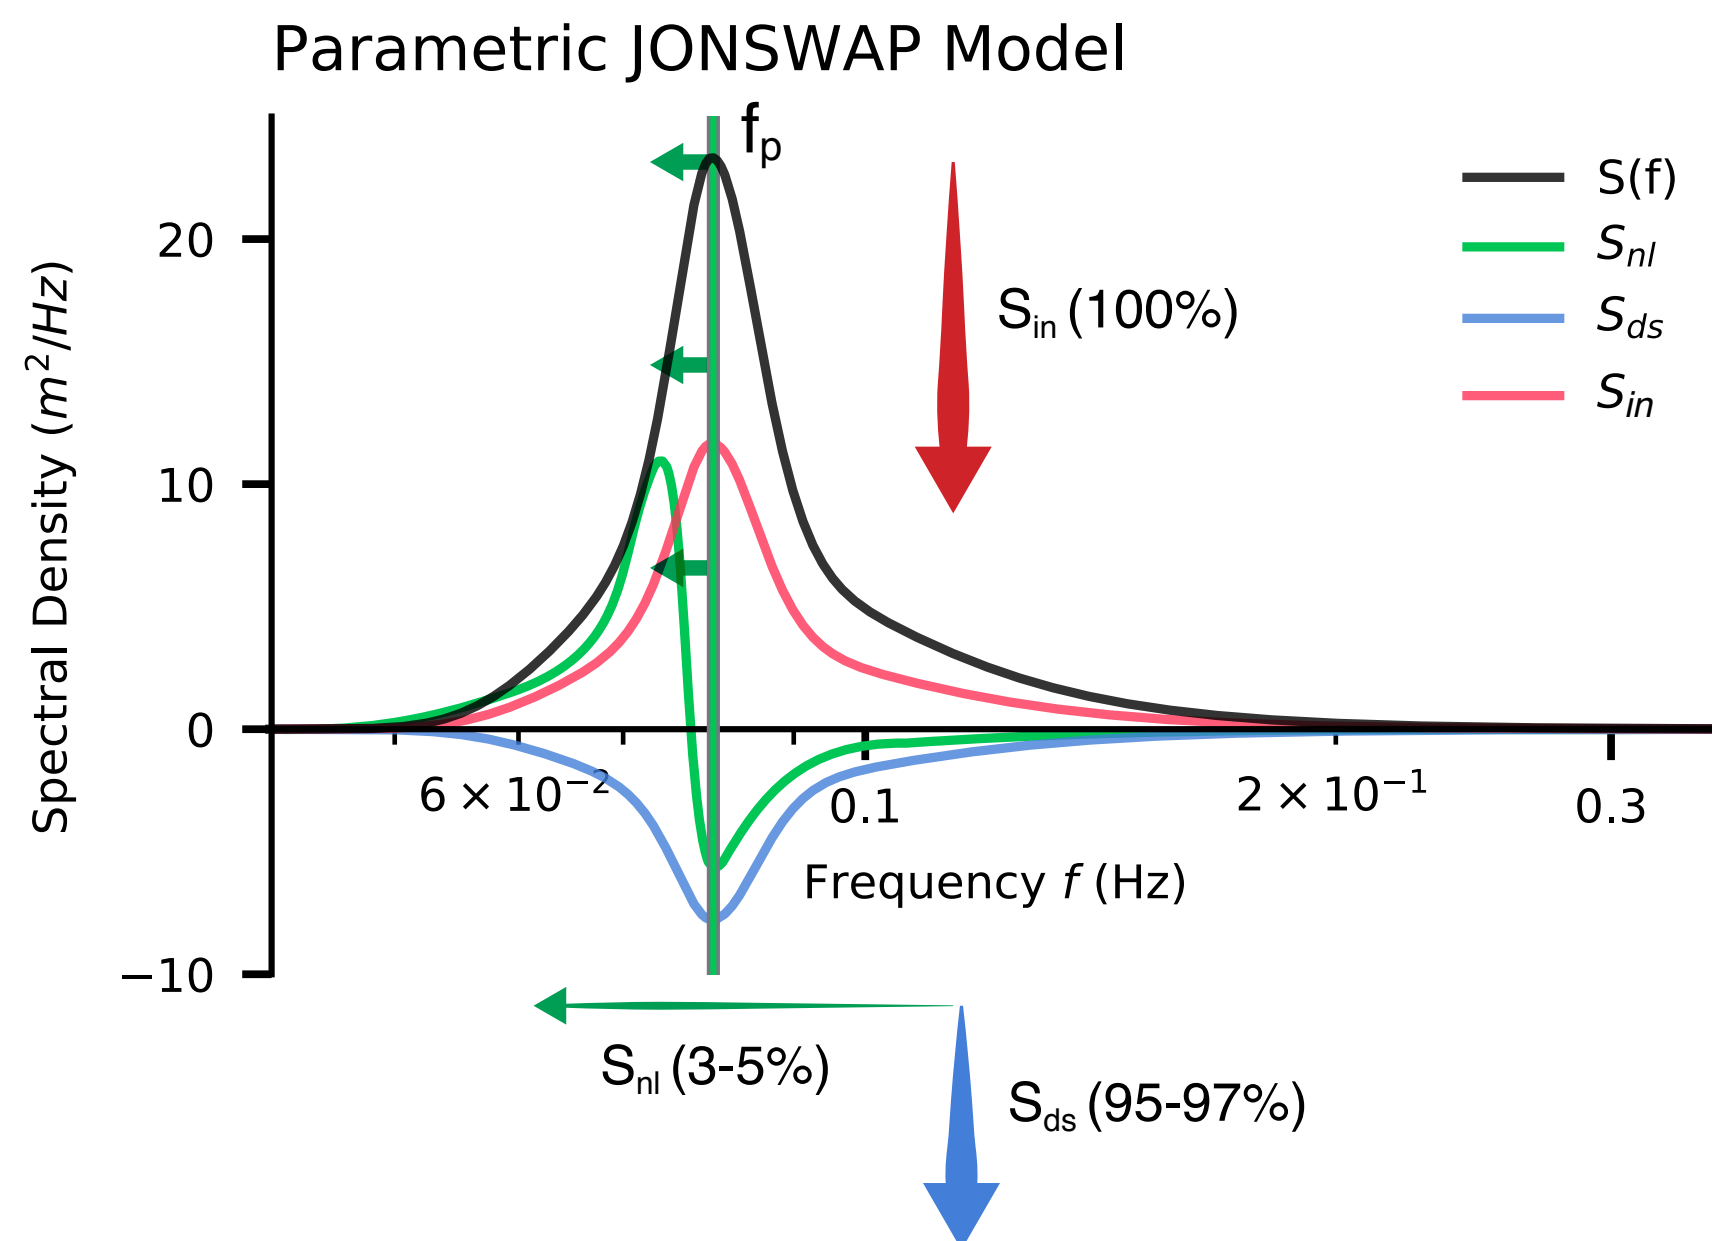 Parametric JONSWAP Model
f_p
S(f)
S_nl
S_ds
S_in
S_in (100%)
Spectral Density (m²/Hz)
20
10
0
−10
6 × 10⁻²
0.1
2 × 10⁻¹
0.3
Frequency f (Hz)
S_nl (3-5%)
S_ds (95-97%)